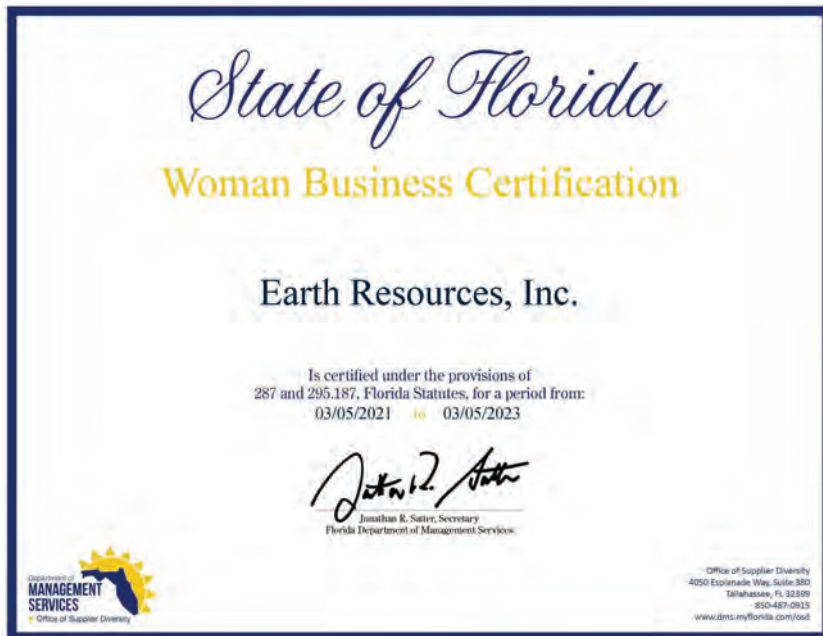 State of Florida
Woman Business Certification
Earth Resources, Inc.
Is certified under the provisions of
287 and 295.187, Florida Statutes, for a period from:
03/05/2021 to 03/05/2023
Jonathan R. Satter, Secretary
Florida Department of Management Services
Department of
MANAGEMENT
SERVICES
Office of Supplier Diversity
Office of Supplier Diversity
4050 Esplanade Way, Suite 380
Tallahassee, FL 32399
850-487-0915
www.dms.myflorida.com/osd